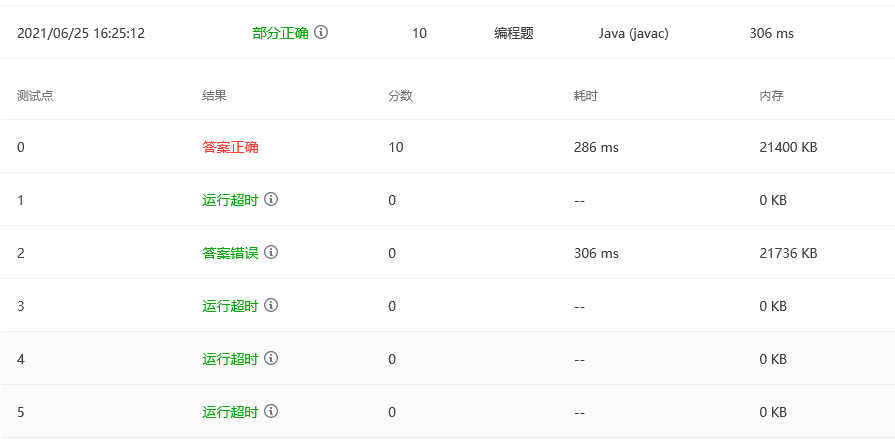 2021/06/25 16:25:12 部分正确 10 编程题 Java (javac) 306 ms
测试点 结果 分数 耗时 内存
0 答案正确 10 286 ms 21400 KB
1 运行超时 0 -- 0 KB
2 答案错误 0 306 ms 21736 KB
3 运行超时 0 -- 0 KB
4 运行超时 0 -- 0 KB
5 运行超时 0 -- 0 KB